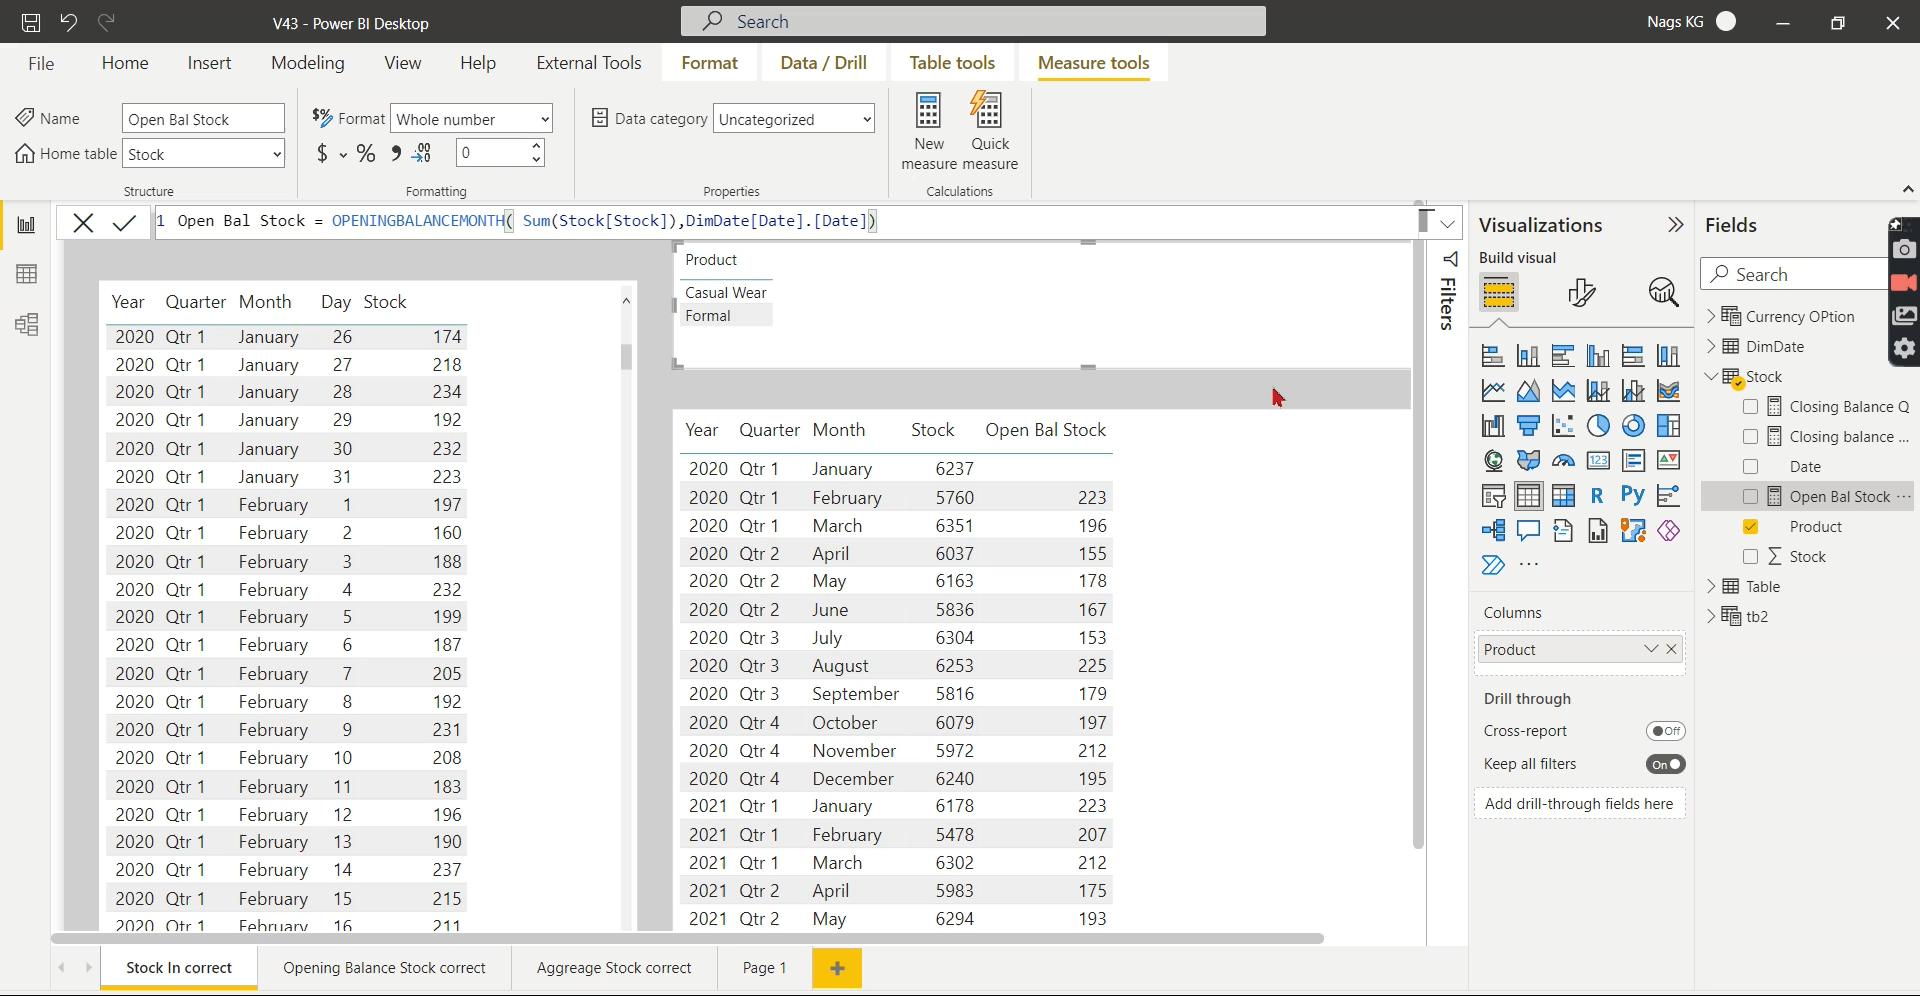 V43 - Power BI Desktop
Search
Nags KG
File Home Insert Modeling View Help External Tools Format Data / Drill Table tools Measure tools
Name Open Bal Stock
Home table Stock
Structure
$% Format Whole number
$ % , .00 0
Formatting
Data category Uncategorized
Properties
New measure
Quick measure
Calculations
1 Open Bal Stock = OPENINGBALANCEMONTH( Sum(Stock[Stock]),DimDate[Date].[Date])
Year Quarter Month Day Stock
2020 Qtr 1 January 26 174
2020 Qtr 1 January 27 218
2020 Qtr 1 January 28 234
2020 Qtr 1 January 29 192
2020 Qtr 1 January 30 232
2020 Qtr 1 January 31 223
2020 Qtr 1 February 1 197
2020 Qtr 1 February 2 160
2020 Qtr 1 February 3 188
2020 Qtr 1 February 4 232
2020 Qtr 1 February 5 199
2020 Qtr 1 February 6 187
2020 Qtr 1 February 7 205
2020 Qtr 1 February 8 192
2020 Qtr 1 February 9 231
2020 Qtr 1 February 10 208
2020 Qtr 1 February 11 183
2020 Qtr 1 February 12 196
2020 Qtr 1 February 13 190
2020 Qtr 1 February 14 237
2020 Qtr 1 February 15 215
2020 Qtr 1 February 16 211
Product
Casual Wear
Formal
Year Quarter Month Stock Open Bal Stock
2020 Qtr 1 January 6237
2020 Qtr 1 February 5760 223
2020 Qtr 1 March 6351 196
2020 Qtr 2 April 6037 155
2020 Qtr 2 May 6163 178
2020 Qtr 2 June 5836 167
2020 Qtr 3 July 6304 153
2020 Qtr 3 August 6253 225
2020 Qtr 3 September 5816 179
2020 Qtr 4 October 6079 197
2020 Qtr 4 November 5972 212
2020 Qtr 4 December 6240 195
2021 Qtr 1 January 6178 223
2021 Qtr 1 February 5478 207
2021 Qtr 1 March 6302 212
2021 Qtr 2 April 5983 175
2021 Qtr 2 May 6294 193
Filters
Visualizations
Build visual
123
R Py
...
Columns
Product
Drill through
Cross-report Off
Keep all filters On
Add drill-through fields here
Fields
Search
Currency OPtion
DimDate
Stock
Closing Balance Q
Closing balance ...
Date
Open Bal Stock ...
Product
Σ Stock
Table
tb2
Stock In correct Opening Balance Stock correct Aggreage Stock correct Page 1 +